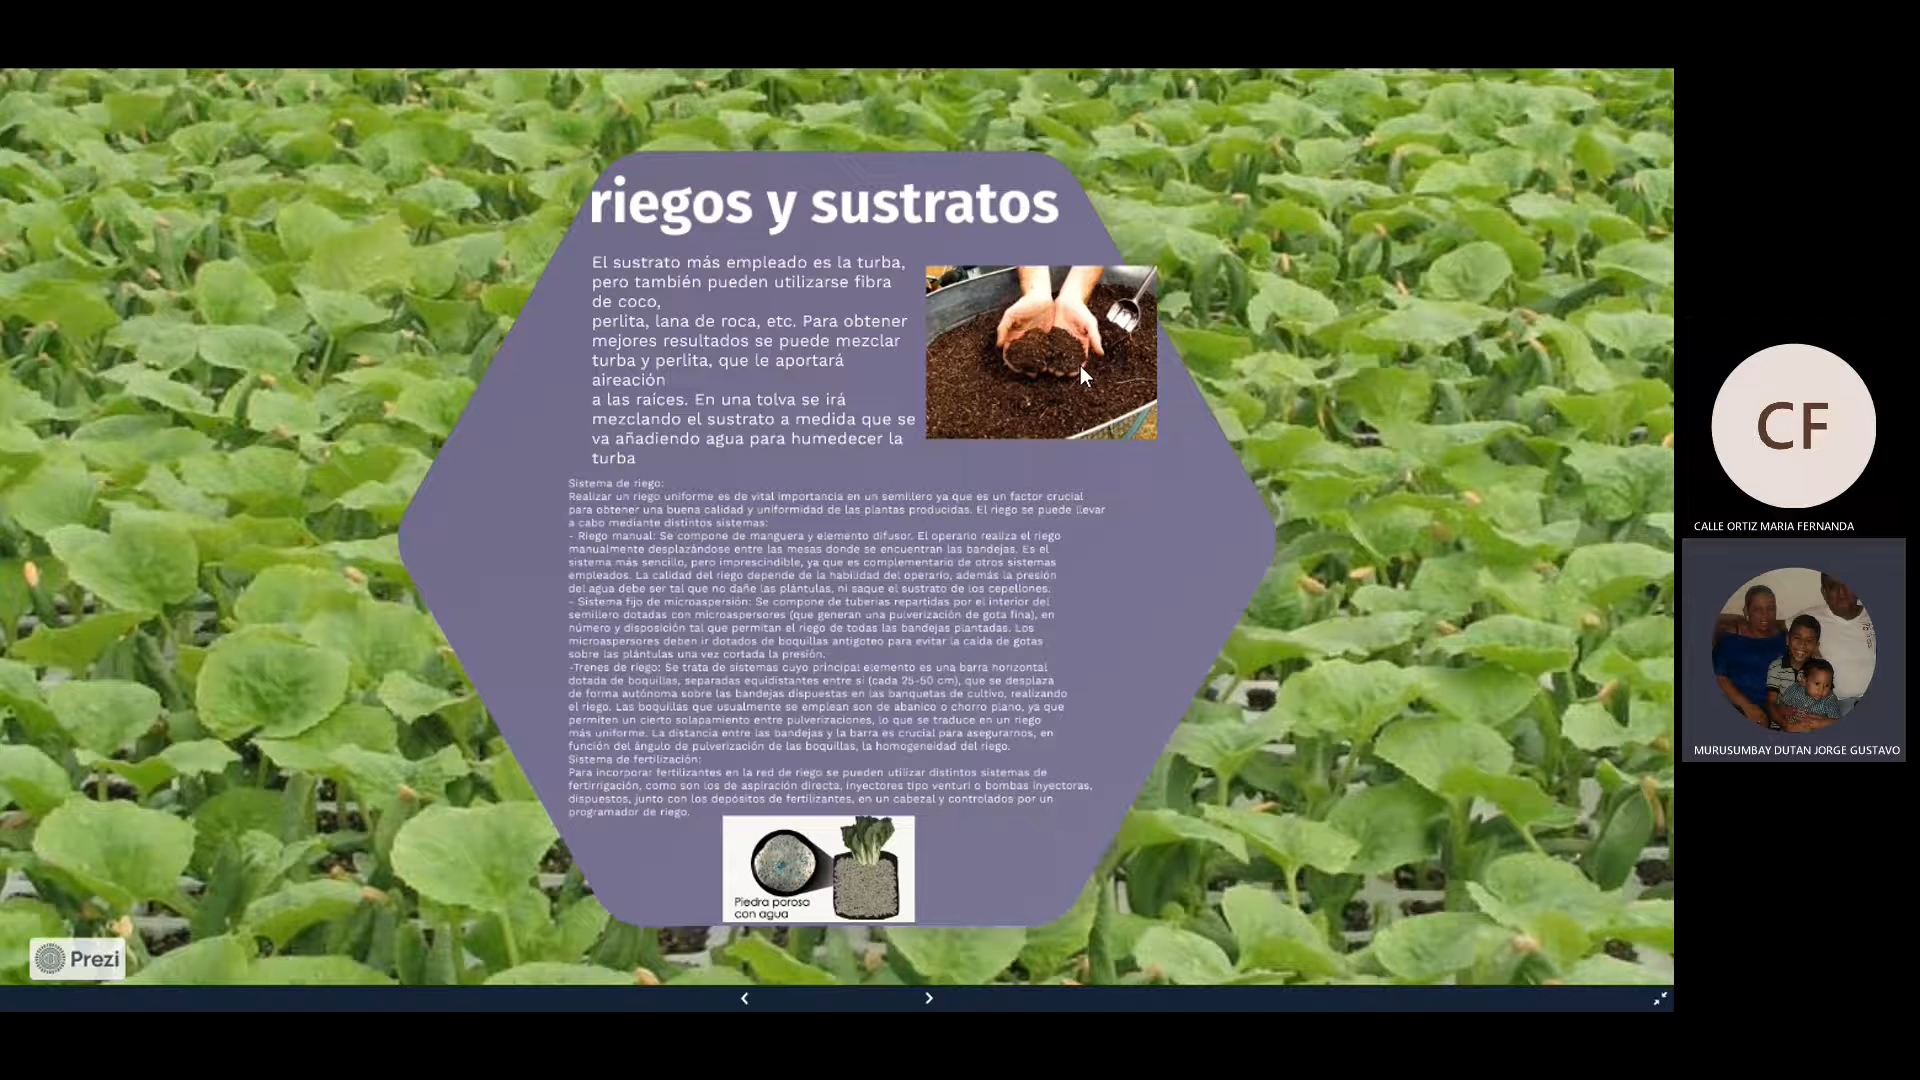 riegos y sustratos
El sustrato más empleado es la turba,
pero también pueden utilizarse fibra
de coco,
perlita, lana de roca, etc. Para obtener
mejores resultados se puede mezclar
turba y perlita, que le aportará
aireación
a las raíces. En una tolva se irá
mezclando el sustrato a medida que se
va añadiendo agua para humedecer la
turba
Sistema de riego:
Realizar un riego uniforme es de vital importancia en un semillero ya que es un factor crucial
para obtener una buena calidad y uniformidad de las plantas producidas. El riego se puede llevar
a cabo mediante distintos sistemas:
- Riego manual: Se compone de manguera y elemento difusor. El operario realiza el riego
manualmente desplazándose entre las mesas donde se encuentran las bandejas. Es el
sistema más sencillo, pero imprescindible, ya que es complementario de otros sistemas
empleados. La calidad del riego depende de la habilidad del operario, además la presión
del agua debe ser tal que no dañe las plántulas, ni saque el sustrato de los cepellones.
- Sistema fijo de microaspersión: Se compone de tuberías repartidas por el interior del
semillero dotadas con microaspersores (que generan una pulverización de gota fina), en
número y disposición tal que permitan el riego de todas las bandejas plantadas. Los
microaspersores deben ir dotados de boquillas antigoteo para evitar la caída de gotas
sobre las plántulas una vez cortada la presión.
-Trenes de riego: Se trata de sistemas cuyo principal elemento es una barra horizontal
dotada de boquillas, separadas equidistantes entre sí (cada 25-50 cm), que se desplaza
de forma autónoma sobre las bandejas dispuestas en las banquetas de cultivo, realizando
el riego. Las boquillas que usualmente se emplean son de abanico o chorro plano, ya que
permiten un cierto solapamiento entre pulverizaciones, lo que se traduce en un riego
más uniforme. La distancia entre las bandejas y la barra es crucial para asegurarnos, en
función del ángulo de pulverización de las boquillas, la homogeneidad del riego.
Sistema de fertilización:
Para incorporar fertilizantes en la red de riego se pueden utilizar distintos sistemas de
fertirrigación, como son los de aspiración directa, inyectores tipo venturi o bombas inyectoras,
dispuestos, junto con los depósitos de fertilizantes, en un cabezal y controlados por un
programador de riego.
Piedra porosa
con agua
Prezi
CF
CALLE ORTIZ MARIA FERNANDA
MURUSUMBAY DUTAN JORGE GUSTAVO